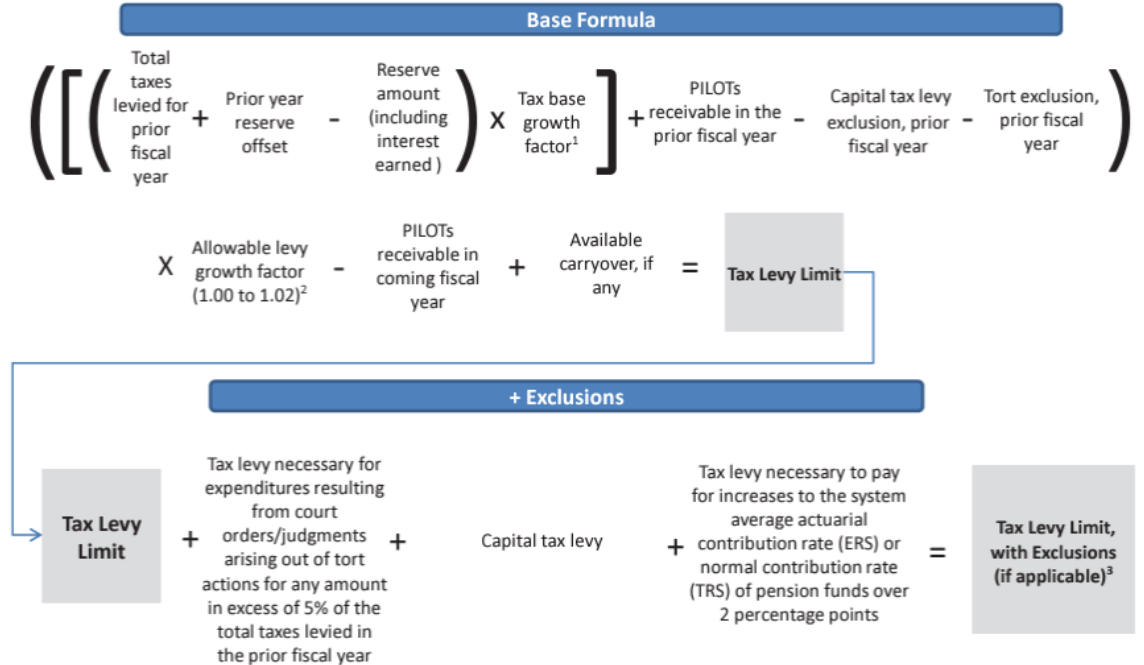 Base Formula
( [ ( Total taxes levied for prior fiscal year + Prior year reserve offset - Reserve amount (including interest earned ) ) X Tax base growth factor1 ] + PILOTs receivable in the prior fiscal year - Capital tax levy exclusion, prior fiscal year - Tort exclusion, prior fiscal year )
X Allowable levy growth factor (1.00 to 1.02)2 - PILOTs receivable in coming fiscal year + Available carryover, if any = Tax Levy Limit
+ Exclusions
Tax Levy Limit + Tax levy necessary for expenditures resulting from court orders/judgments arising out of tort actions for any amount in excess of 5% of the total taxes levied in the prior fiscal year + Capital tax levy + Tax levy necessary to pay for increases to the system average actuarial contribution rate (ERS) or normal contribution rate (TRS) of pension funds over 2 percentage points = Tax Levy Limit, with Exclusions (if applicable)3